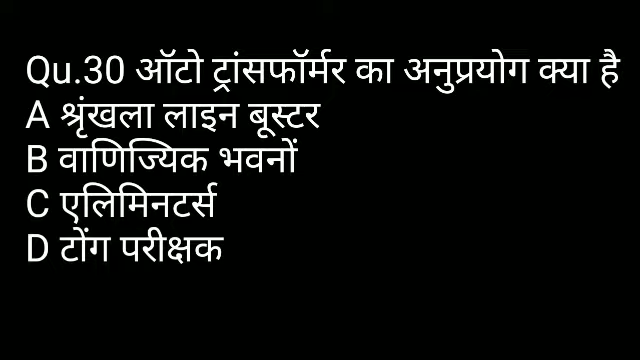 Qu.30 ऑटो ट्रांसफॉर्मर का अनुप्रयोग क्या है
A श्रृंखला लाइन बूस्टर
B वाणिज्यिक भवनों
C एलिमिनटर्स
D टोंग परीक्षक